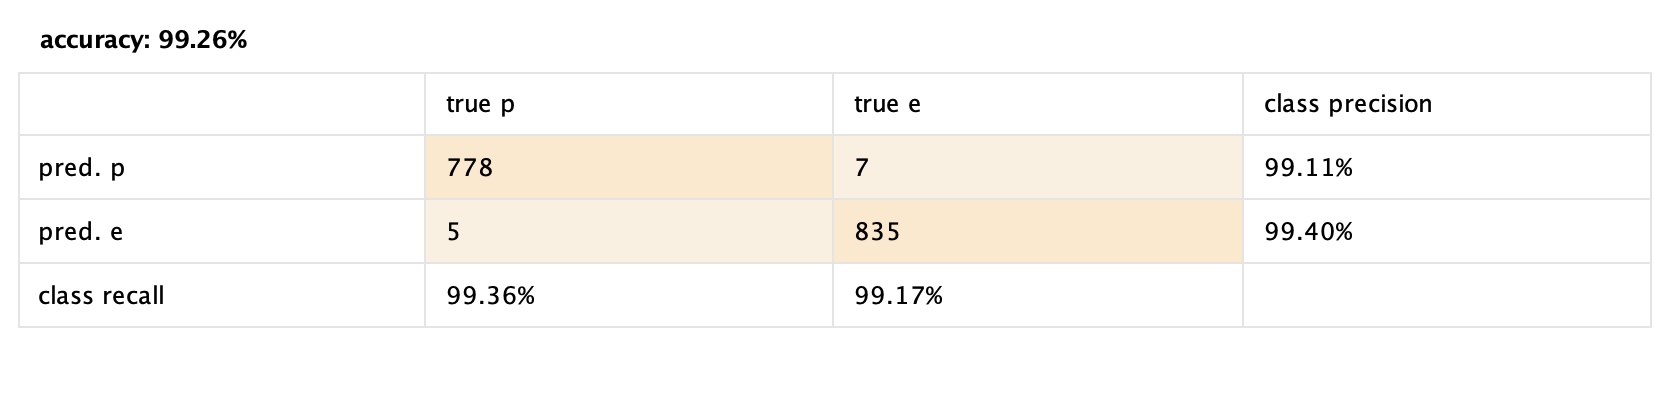 accuracy: 99.26%
true p true e class precision
pred. p 778 7 99.11%
pred. e 5 835 99.40%
class recall 99.36% 99.17%